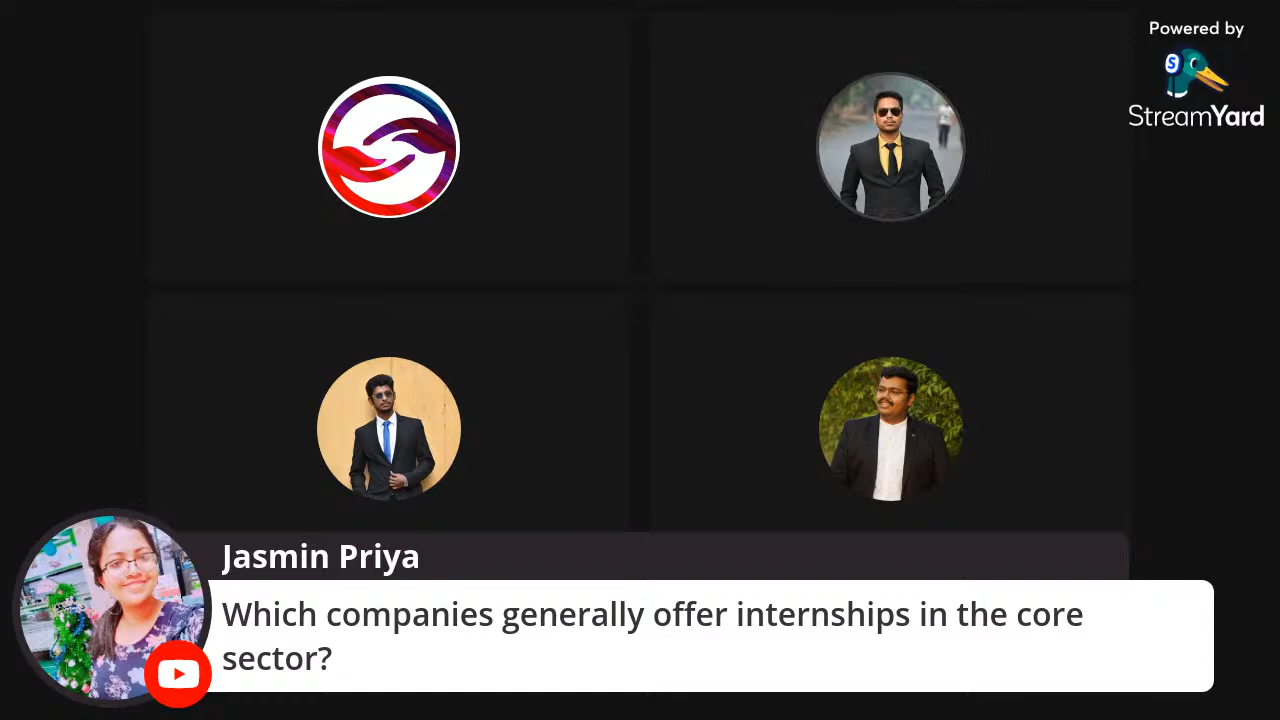 Powered by
StreamYard
Jasmin Priya
Which companies generally offer internships in the core
sector?